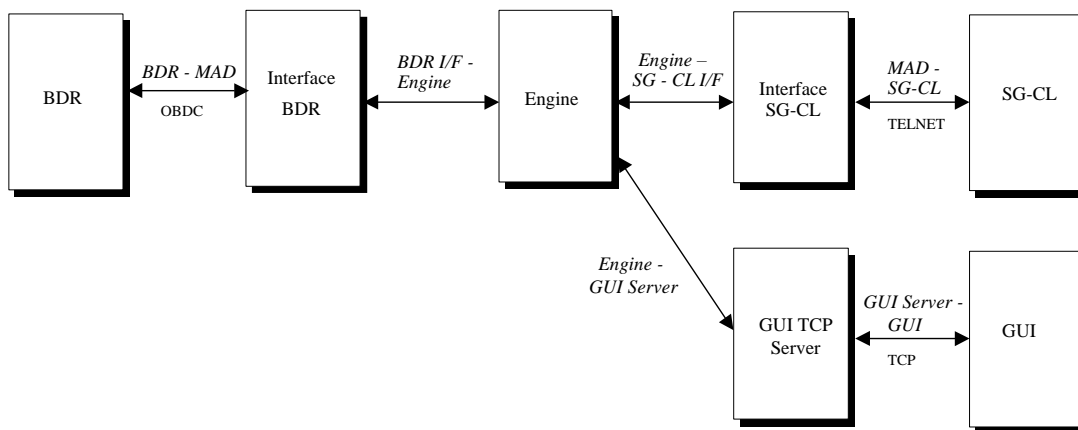 BDR
BDR - MAD
OBDC
Interface
BDR
BDR I/F -
Engine
Engine
Engine –
SG - CL I/F
Interface
SG-CL
MAD -
SG-CL
TELNET
SG-CL
Engine -
GUI Server
GUI TCP
Server
GUI Server -
GUI
TCP
GUI